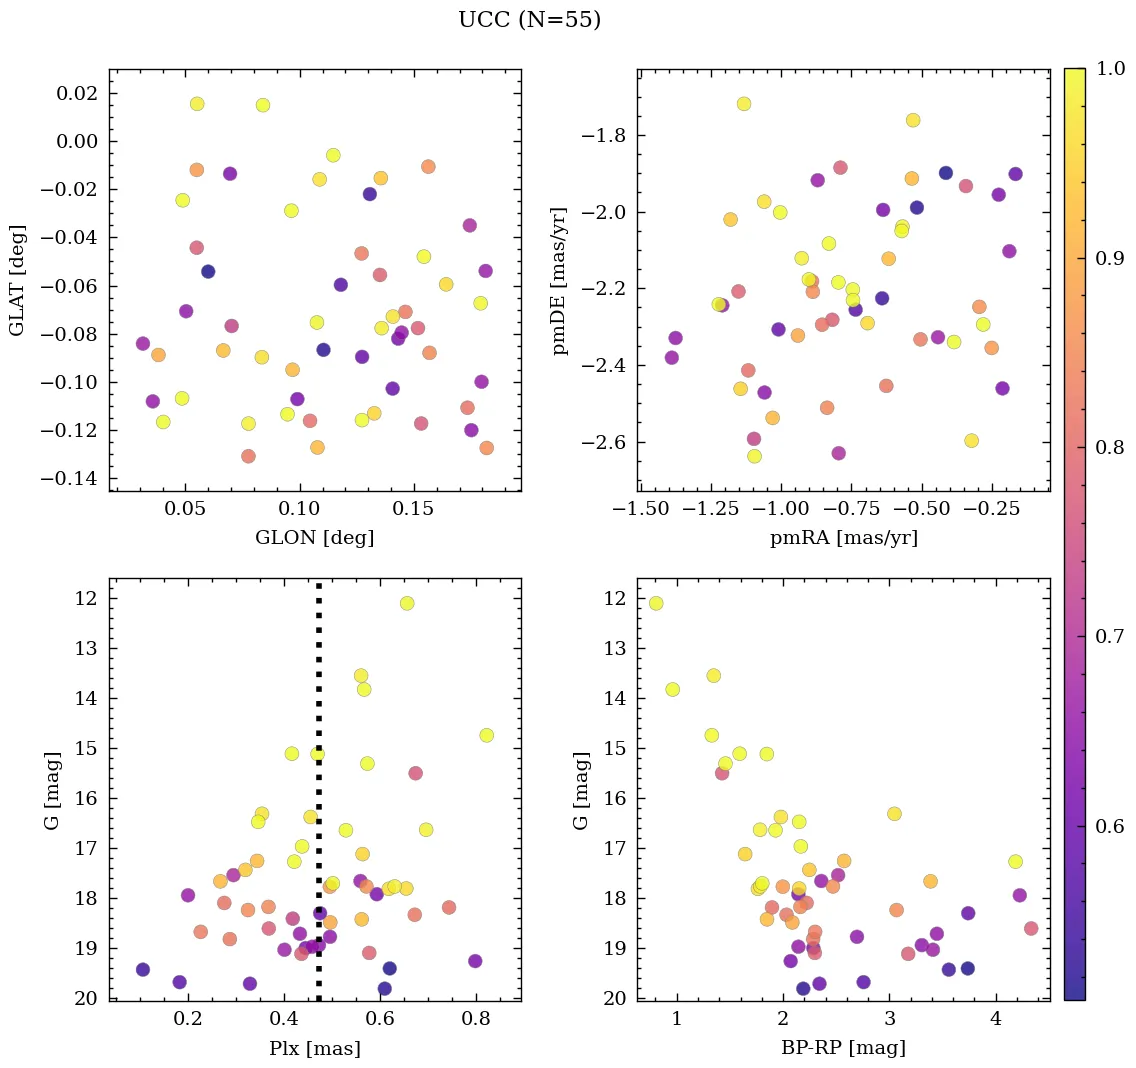 UCC (N=55)
0.02
0.00
−0.02
−0.04
−0.06
−0.08
−0.10
−0.12
−0.14
GLAT [deg]
0.05 0.10 0.15
GLON [deg]
−1.8
−2.0
−2.2
−2.4
−2.6
pmDE [mas/yr]
−1.50 −1.25 −1.00 −0.75 −0.50 −0.25
pmRA [mas/yr]
12
13
14
15
16
17
18
19
20
G [mag]
0.2 0.4 0.6 0.8
Plx [mas]
12
13
14
15
16
17
18
19
20
G [mag]
1 2 3 4
BP-RP [mag]
1.0
0.9
0.8
0.7
0.6